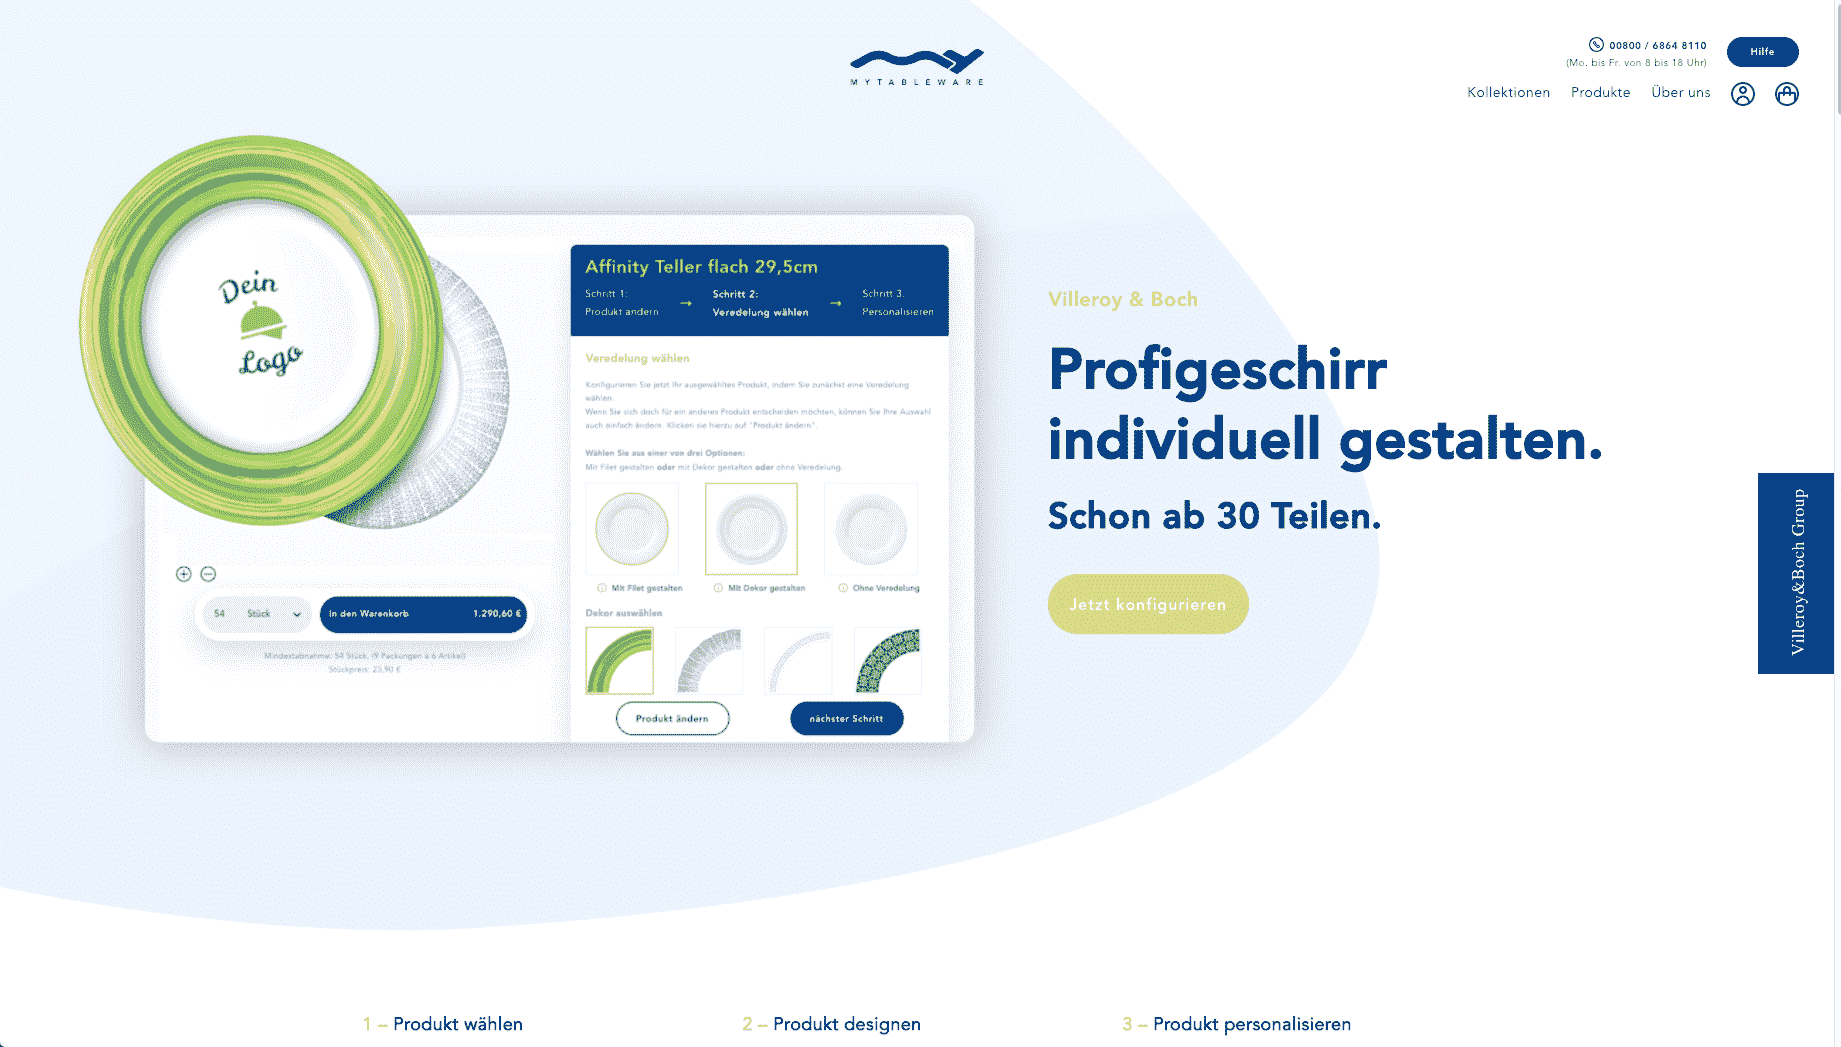 MYTABLEWARE
00800 / 6864 8110
Hilfe
(Mo. bis Fr. von 8 bis 18 Uhr)
Kollektionen
Produkte
Über uns
Dein
Logo
Affinity Teller flach 29,5cm
Schritt 1:
Produkt ändern
Schritt 2:
Veredelung wählen
Schritt 3:
Personalisieren
Veredelung wählen
Konfigurieren Sie jetzt Ihr ausgewähltes Produkt, indem Sie zunächst eine Veredelung
wählen.
Wenn Sie sich doch für ein anderes Produkt entscheiden möchten, können Sie Ihre Auswahl
auch einfach ändern. Klicken sie hierzu auf "Produkt ändern".
Wählen Sie aus einer von drei Optionen:
Mit Filet gestalten oder mit Dekor gestalten oder ohne Veredelung.
Mit Filet gestalten
Mit Dekor gestalten
Ohne Veredelung
Dekor auswählen
Produkt ändern
nächster Schritt
54 Stück
In den Warenkorb 1.290,60 €
Mindestabnahme: 54 Stück, (9 Packungen à 6 Artikel)
Stückpreis: 23,90 €
Villeroy & Boch
Profigeschirr
individuell gestalten.
Schon ab 30 Teilen.
Jetzt konfigurieren
Villeroy&Boch Group
1 – Produkt wählen
2 – Produkt designen
3 – Produkt personalisieren